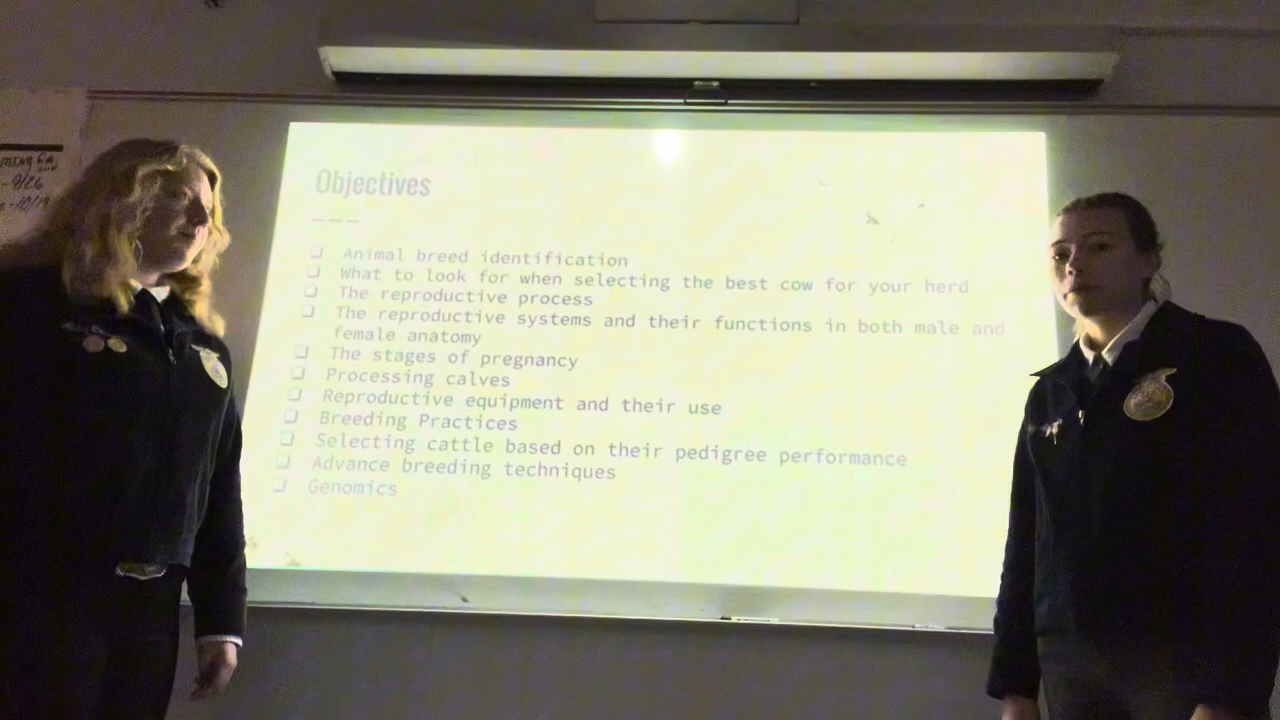 Objectives
Animal breed identification
What to look for when selecting the best cow for your herd
The reproductive process
The reproductive systems and their functions in both male and
female anatomy
The stages of pregnancy
Processing calves
Reproductive equipment and their use
Breeding Practices
Selecting cattle based on their pedigree performance
Advance breeding techniques
Genomics
- 9/26